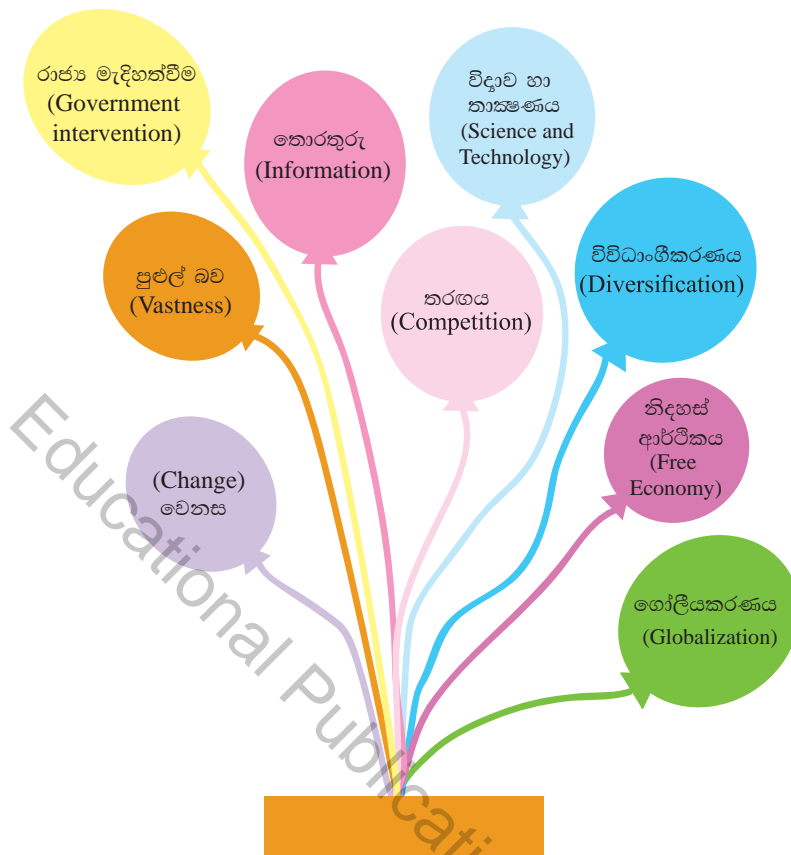 රාජ්‍ය මැදිහත්වීම
(Government
intervention)
තොරතුරු
(Information)
විද්‍යාව හා
තාක්‍ෂණය
(Science and
Technology)
පුළුල් බව
(Vastness)
තරඟය
(Competition)
විවිධාංගීකරණය
(Diversification)
(Change)
වෙනස
නිදහස්
ආර්ථිකය
(Free
Economy)
ගෝලීයකරණය
(Globalization)
Educational Publicati